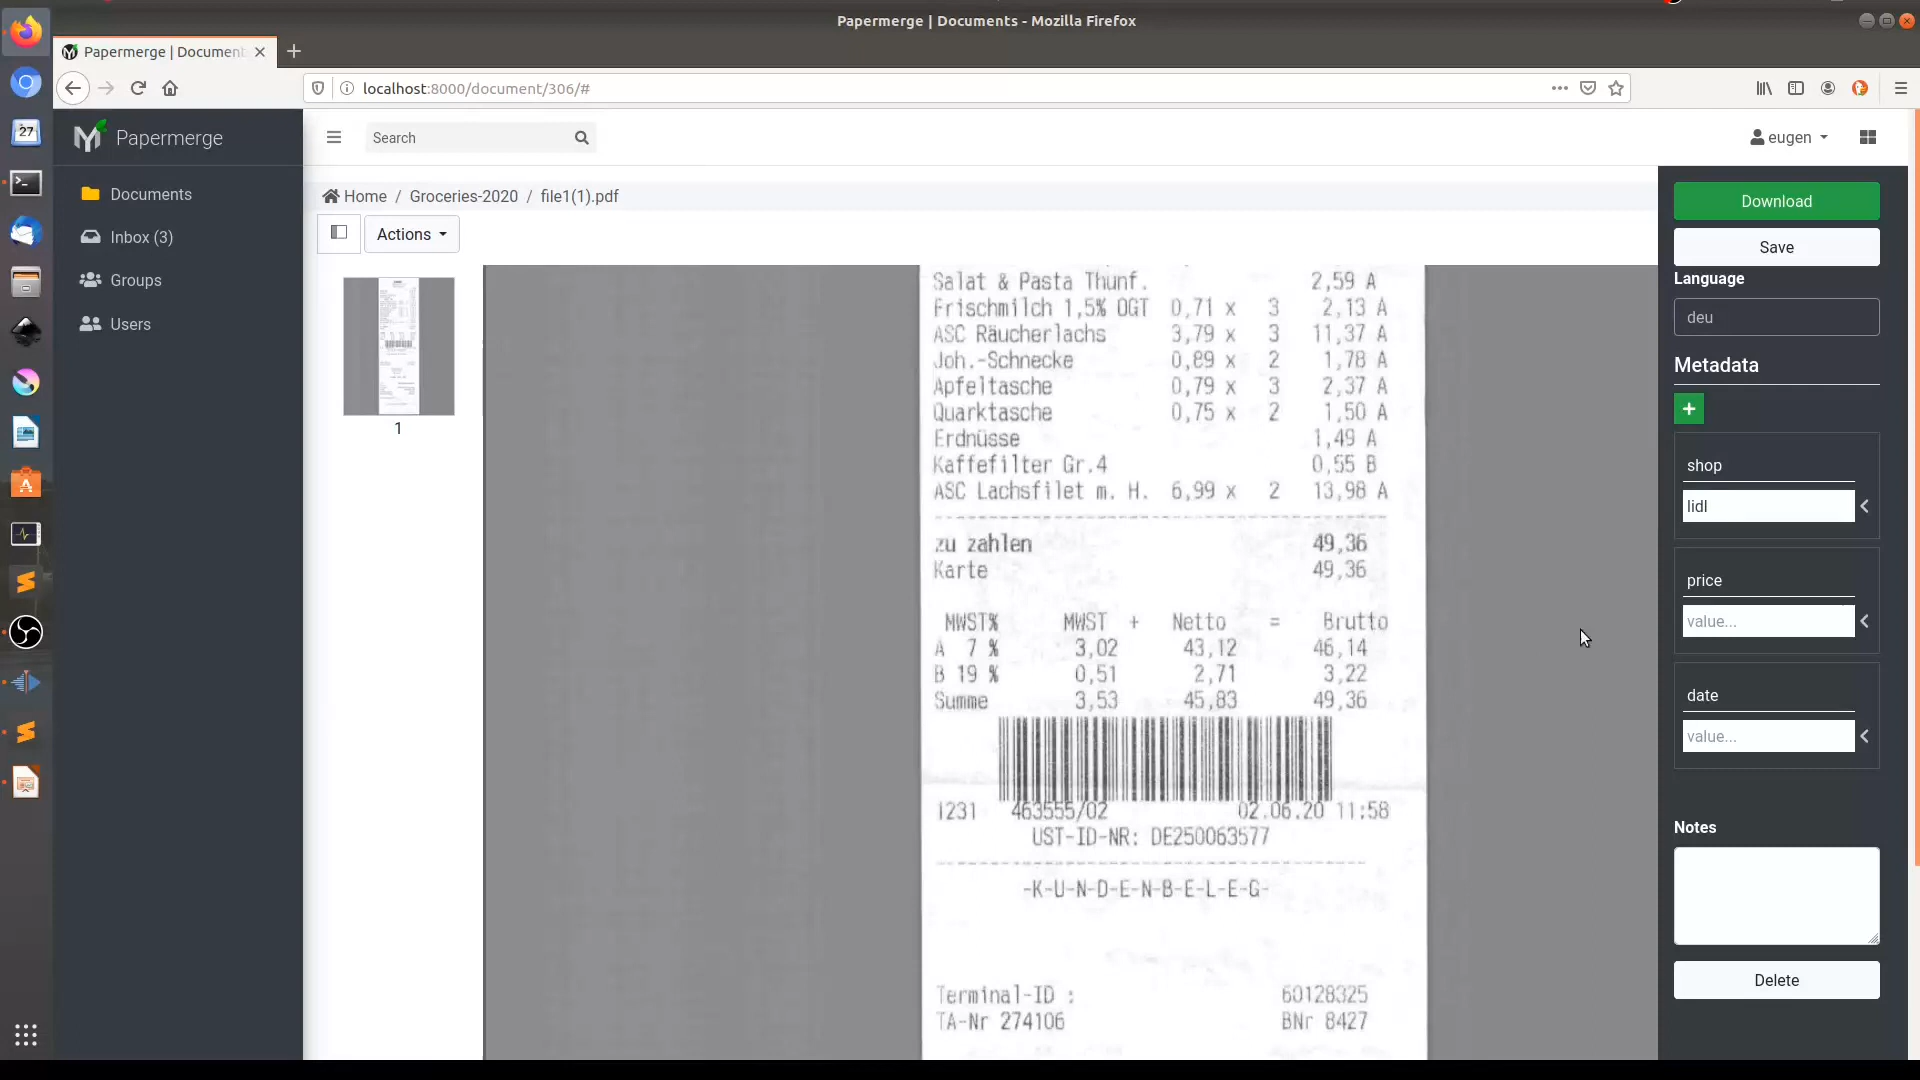 Papermerge | Documents - Mozilla Firefox
Papermerge | Document
localhost:8000/document/306/#
27
Papermerge
Search
eugen
Documents
Inbox (3)
Groups
Users
Home / Groceries-2020 / file1(1).pdf
Actions
1
Salat & Pasta Thunf. 2,59 A
Frischmilch 1,5% OGT 0,71 x 3 2,13 A
ASC Räucherlachs 3,79 x 3 11,37 A
Joh.-Schnecke 0,89 x 2 1,78 A
Apfeltasche 0,79 x 3 2,37 A
Quarktasche 0,75 x 2 1,50 A
Erdnüsse 1,49 A
Kaffefilter Gr.4 0,55 B
ASC Lachsfilet m. H. 6,99 x 2 13,98 A
zu zahlen 49,36
Karte 49,36
MWST% MWST + Netto = Brutto
A 7 % 3,02 43,12 46,14
B 19 % 0,51 2,71 3,22
Summe 3,53 45,83 49,36
1231 463555/02 02.06.20 11:58
UST-ID-NR: DE250063577
-K-U-N-D-E-N-B-E-L-E-G-
Terminal-ID : 60128325
TA-Nr 274106 BNr 8427
Download
Save
Language
deu
Metadata
+
shop
lidl
price
value...
date
value...
Notes
Delete